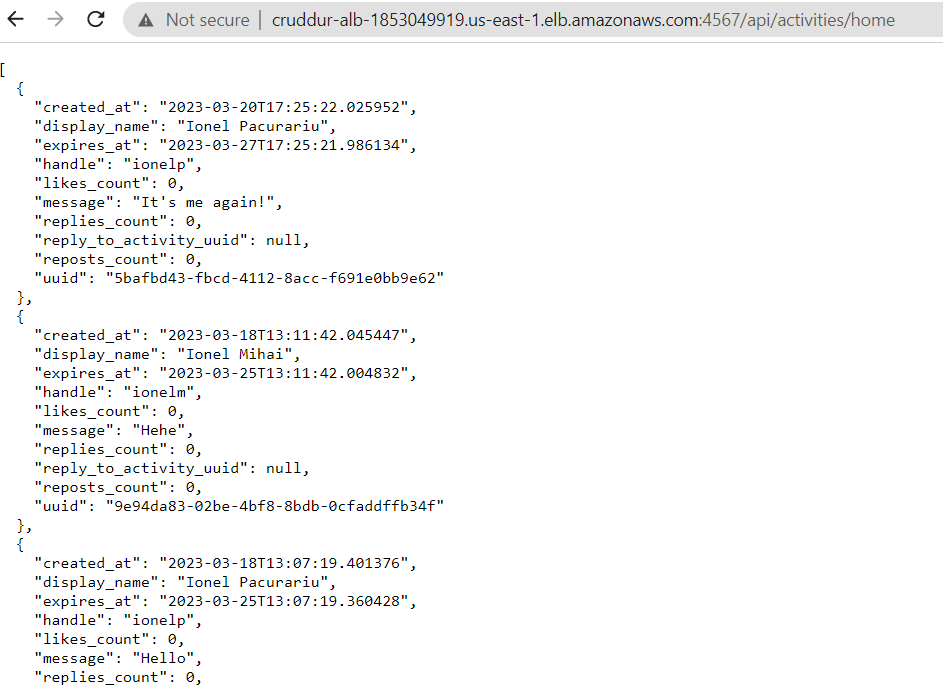 Not secure | cruddur-alb-1853049919.us-east-1.elb.amazonaws.com:4567/api/activities/home
[
  {
    "created_at": "2023-03-20T17:25:22.025952",
    "display_name": "Ionel Pacurariu",
    "expires_at": "2023-03-27T17:25:21.986134",
    "handle": "ionelp",
    "likes_count": 0,
    "message": "It's me again!",
    "replies_count": 0,
    "reply_to_activity_uuid": null,
    "reposts_count": 0,
    "uuid": "5bafbd43-fbcd-4112-8acc-f691e0bb9e62"
  },
  {
    "created_at": "2023-03-18T13:11:42.045447",
    "display_name": "Ionel Mihai",
    "expires_at": "2023-03-25T13:11:42.004832",
    "handle": "ionelm",
    "likes_count": 0,
    "message": "Hehe",
    "replies_count": 0,
    "reply_to_activity_uuid": null,
    "reposts_count": 0,
    "uuid": "9e94da83-02be-4bf8-8bdb-0cfaddffb34f"
  },
  {
    "created_at": "2023-03-18T13:07:19.401376",
    "display_name": "Ionel Pacurariu",
    "expires_at": "2023-03-25T13:07:19.360428",
    "handle": "ionelp",
    "likes_count": 0,
    "message": "Hello",
    "replies_count": 0,